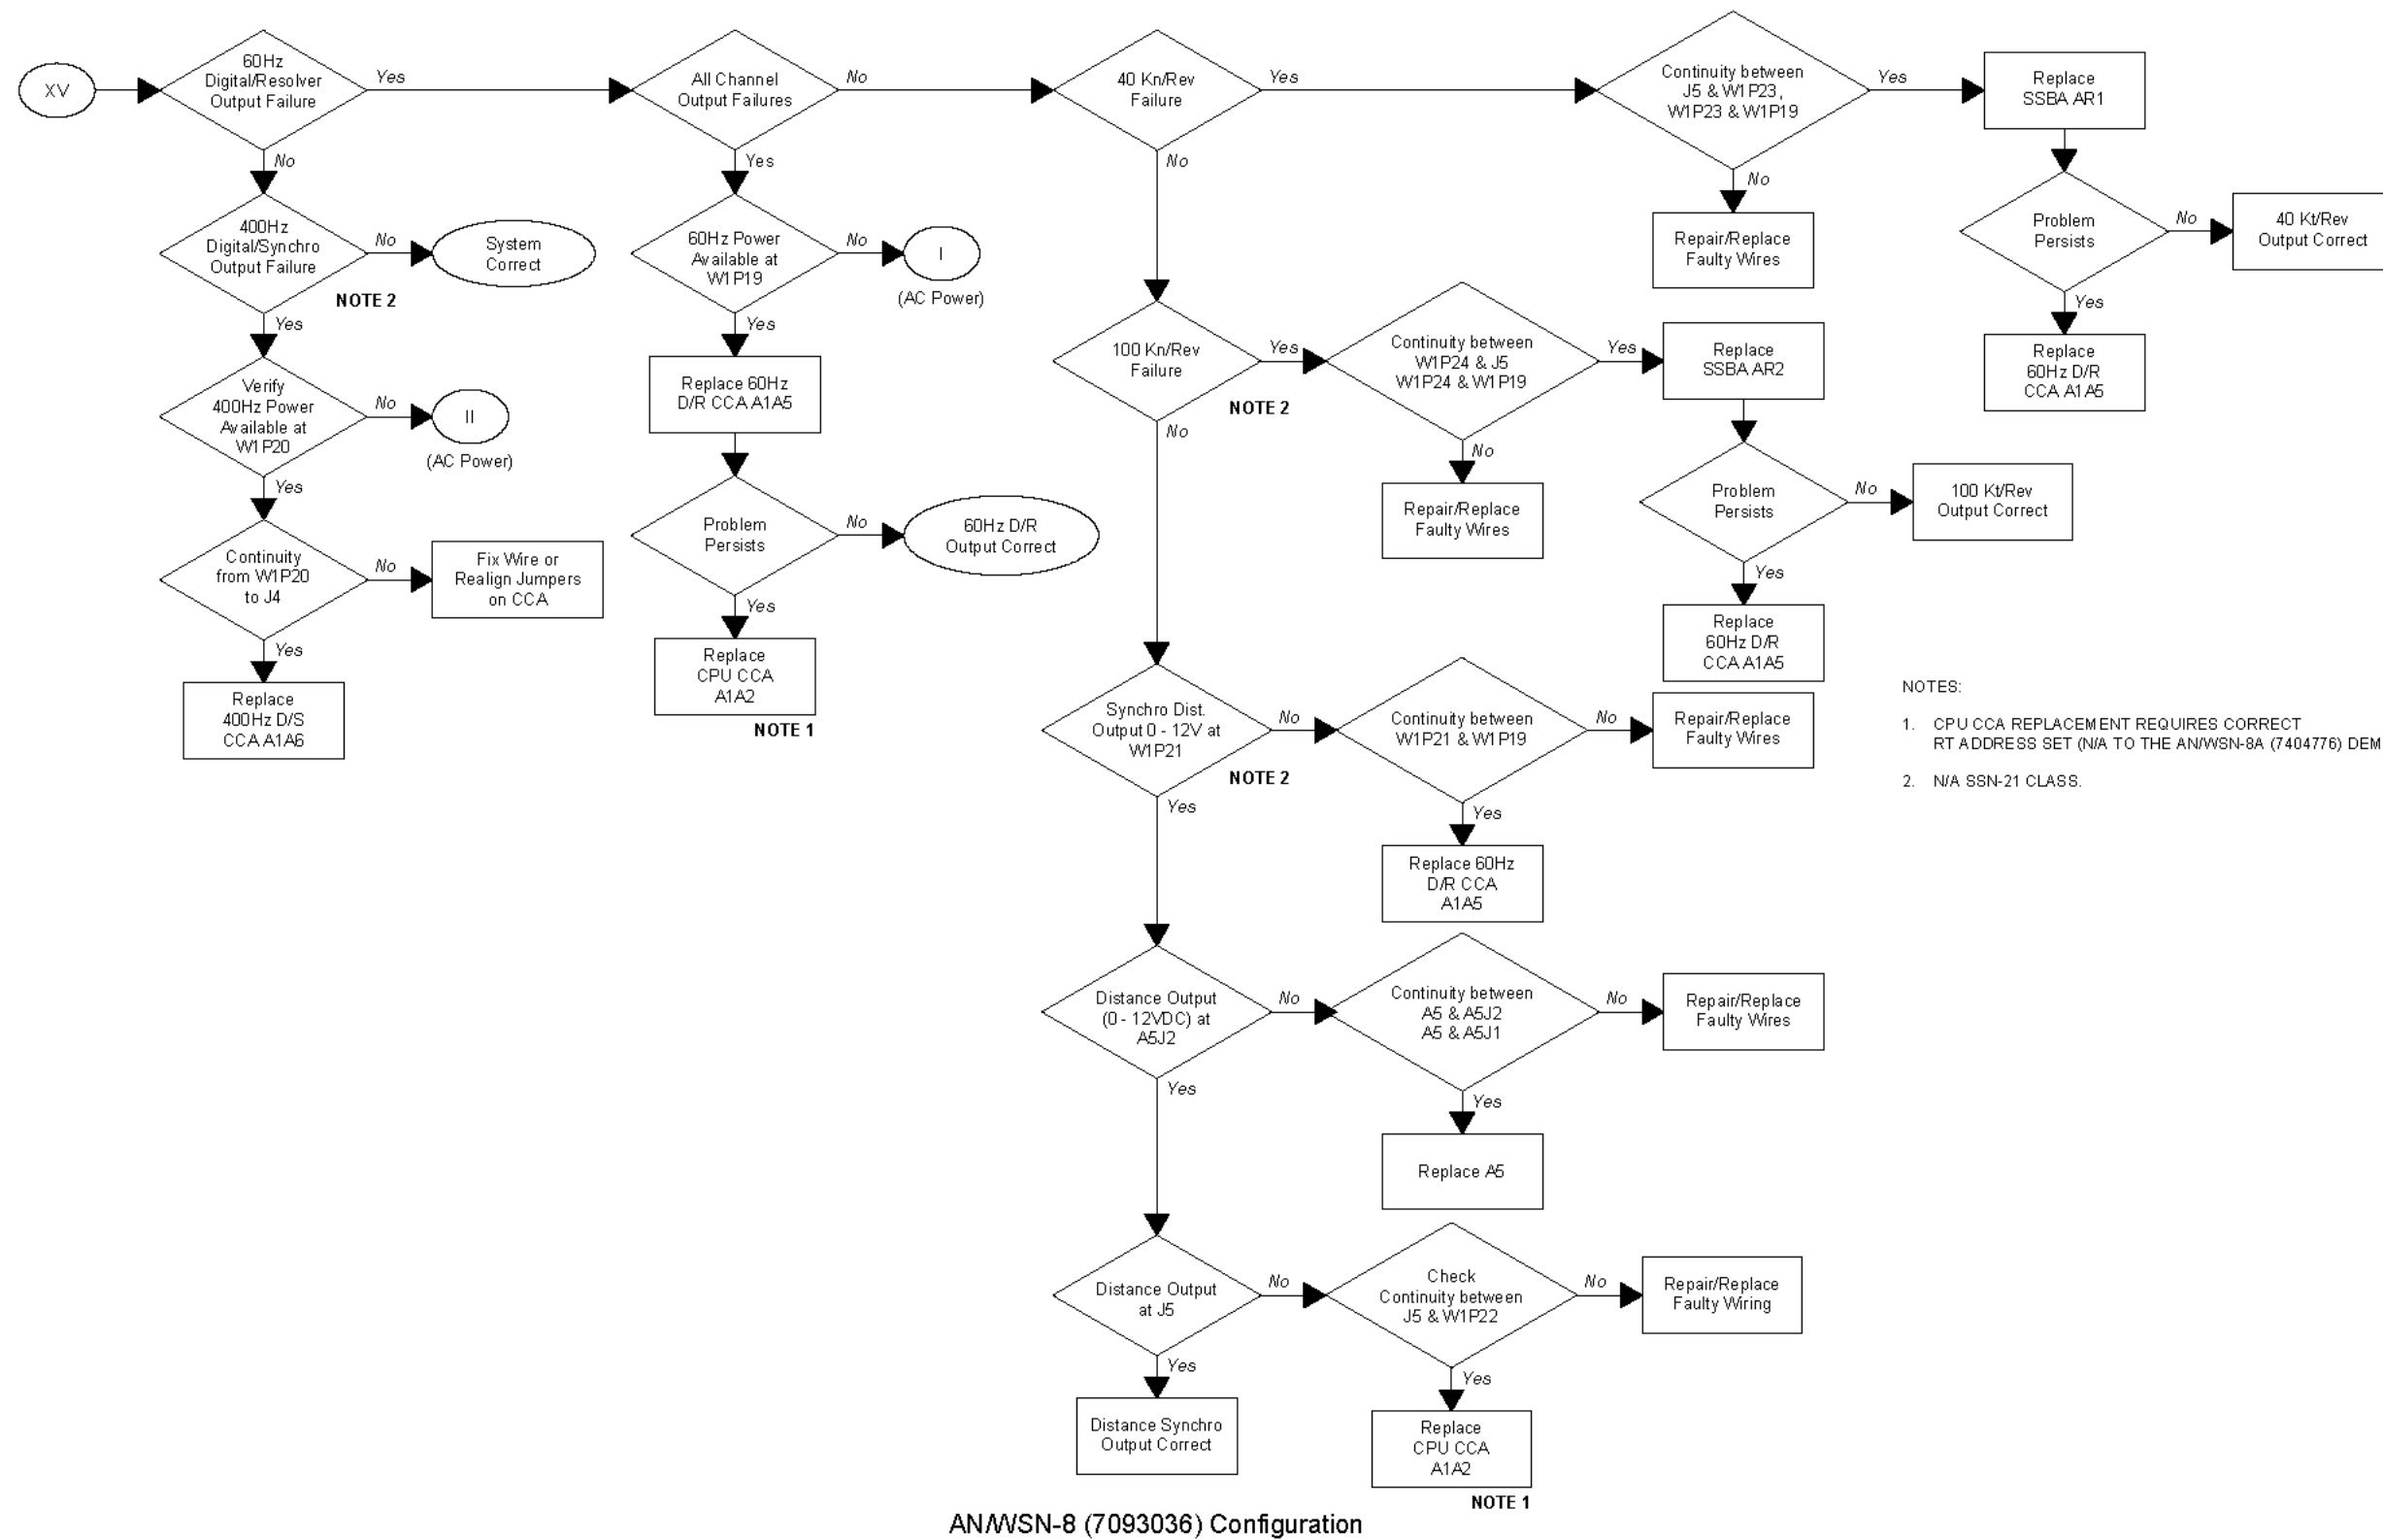 XV
60Hz
Digital/Resolver
Output Failure
Yes
All Channel
Output Failures
No
40 Kn/Rev
Failure
Yes
Continuity between
J5 & W1P23,
W1P23 & W1P19
Yes
Replace
SSBA AR1
No
Yes
No
No
Problem
Persists
No
40 Kt/Rev
Output Correct
Yes
Replace
60Hz D/R
CCA A1A5
Repair/Replace
Faulty Wires
400Hz
Digital/Synchro
Output Failure
No
System
Correct
NOTE 2
Yes
60Hz Power
Available at
W1P19
No
I
(AC Power)
Yes
100 Kn/Rev
Failure
Yes
NOTE 2
Continuity between
W1P24 & J5
W1P24 & W1P19
Yes
Replace
SSBA AR2
No
No
Repair/Replace
Faulty Wires
Problem
Persists
No
100 Kt/Rev
Output Correct
Yes
Replace
60Hz D/R
CCA A1A5
Verify
400Hz Power
Available at
W1P20
No
II
(AC Power)
Yes
Replace 60Hz
D/R CCA A1A5
Continuity
from W1P20
to J4
No
Fix Wire or
Realign Jumpers
on CCA
Yes
Replace
400Hz D/S
CCA A1A6
Problem
Persists
No
60Hz D/R
Output Correct
Yes
Replace
CPU CCA
A1A2
NOTE 1
Synchro Dist.
Output 0 - 12V at
W1P21
No
NOTE 2
Continuity between
W1P21 & W1P19
No
Repair/Replace
Faulty Wires
Yes
Yes
Replace 60Hz
D/R CCA
A1A5
NOTES:
1. CPU CCA REPLACEMENT REQUIRES CORRECT
RT ADDRESS SET (N/A TO THE AN/WSN-8A (7404776) DEM
2. N/A SSN-21 CLASS.
Distance Output
(0 - 12VDC) at
A5J2
No
Continuity between
A5 & A5J2
A5 & A5J1
No
Repair/Replace
Faulty Wires
Yes
Yes
Replace A5
Distance Output
at J5
No
Check
Continuity between
J5 & W1P22
No
Repair/Replace
Faulty Wiring
Yes
Yes
Distance Synchro
Output Correct
Replace
CPU CCA
A1A2
NOTE 1
AN/WSN-8 (7093036) Configuration